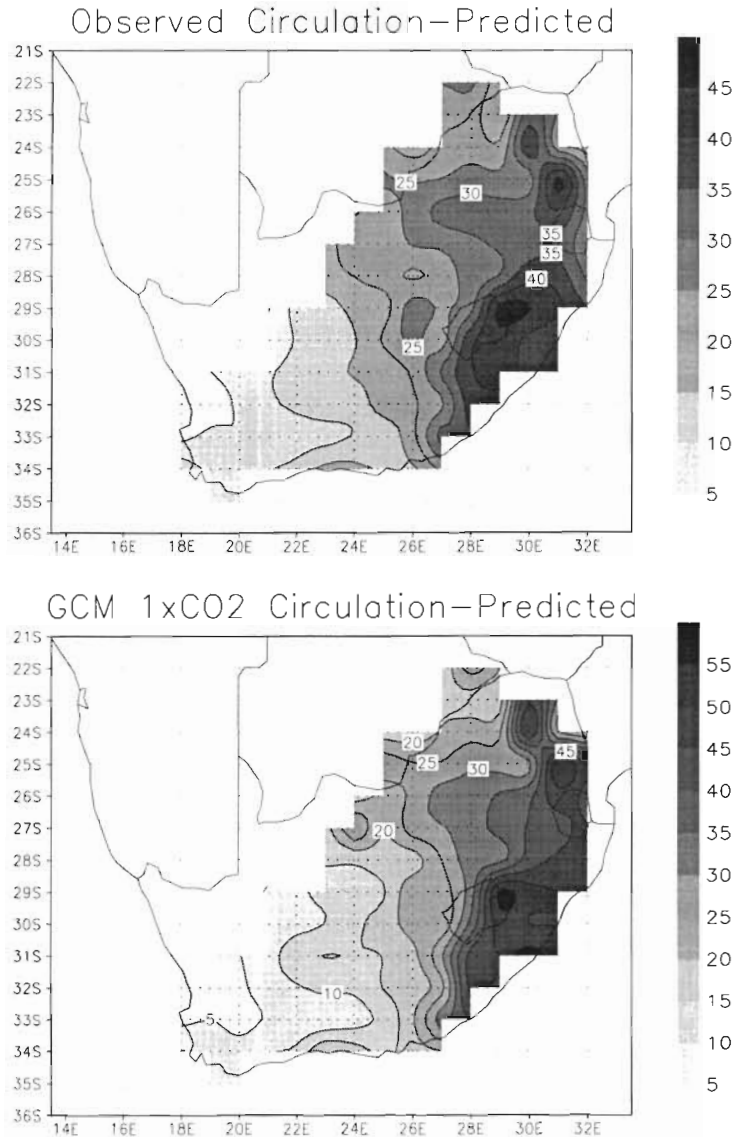 Observed Circulation-Predicted
21S
22S
23S
24S
25S
26S
27S
28S
29S
30S
31S
32S
33S
34S
35S
36S
14E 16E 18E 20E 22E 24E 26E 28E 30E 32E
25
30
35
35
40
25
45
40
35
30
25
20
15
10
5
GCM 1xCO2 Circulation-Predicted
21S
22S
23S
24S
25S
26S
27S
28S
29S
30S
31S
32S
33S
34S
35S
36S
14E 16E 18E 20E 22E 24E 26E 28E 30E 32E
20
25
30
45
20
10
5
55
50
45
40
35
30
25
20
15
10
5